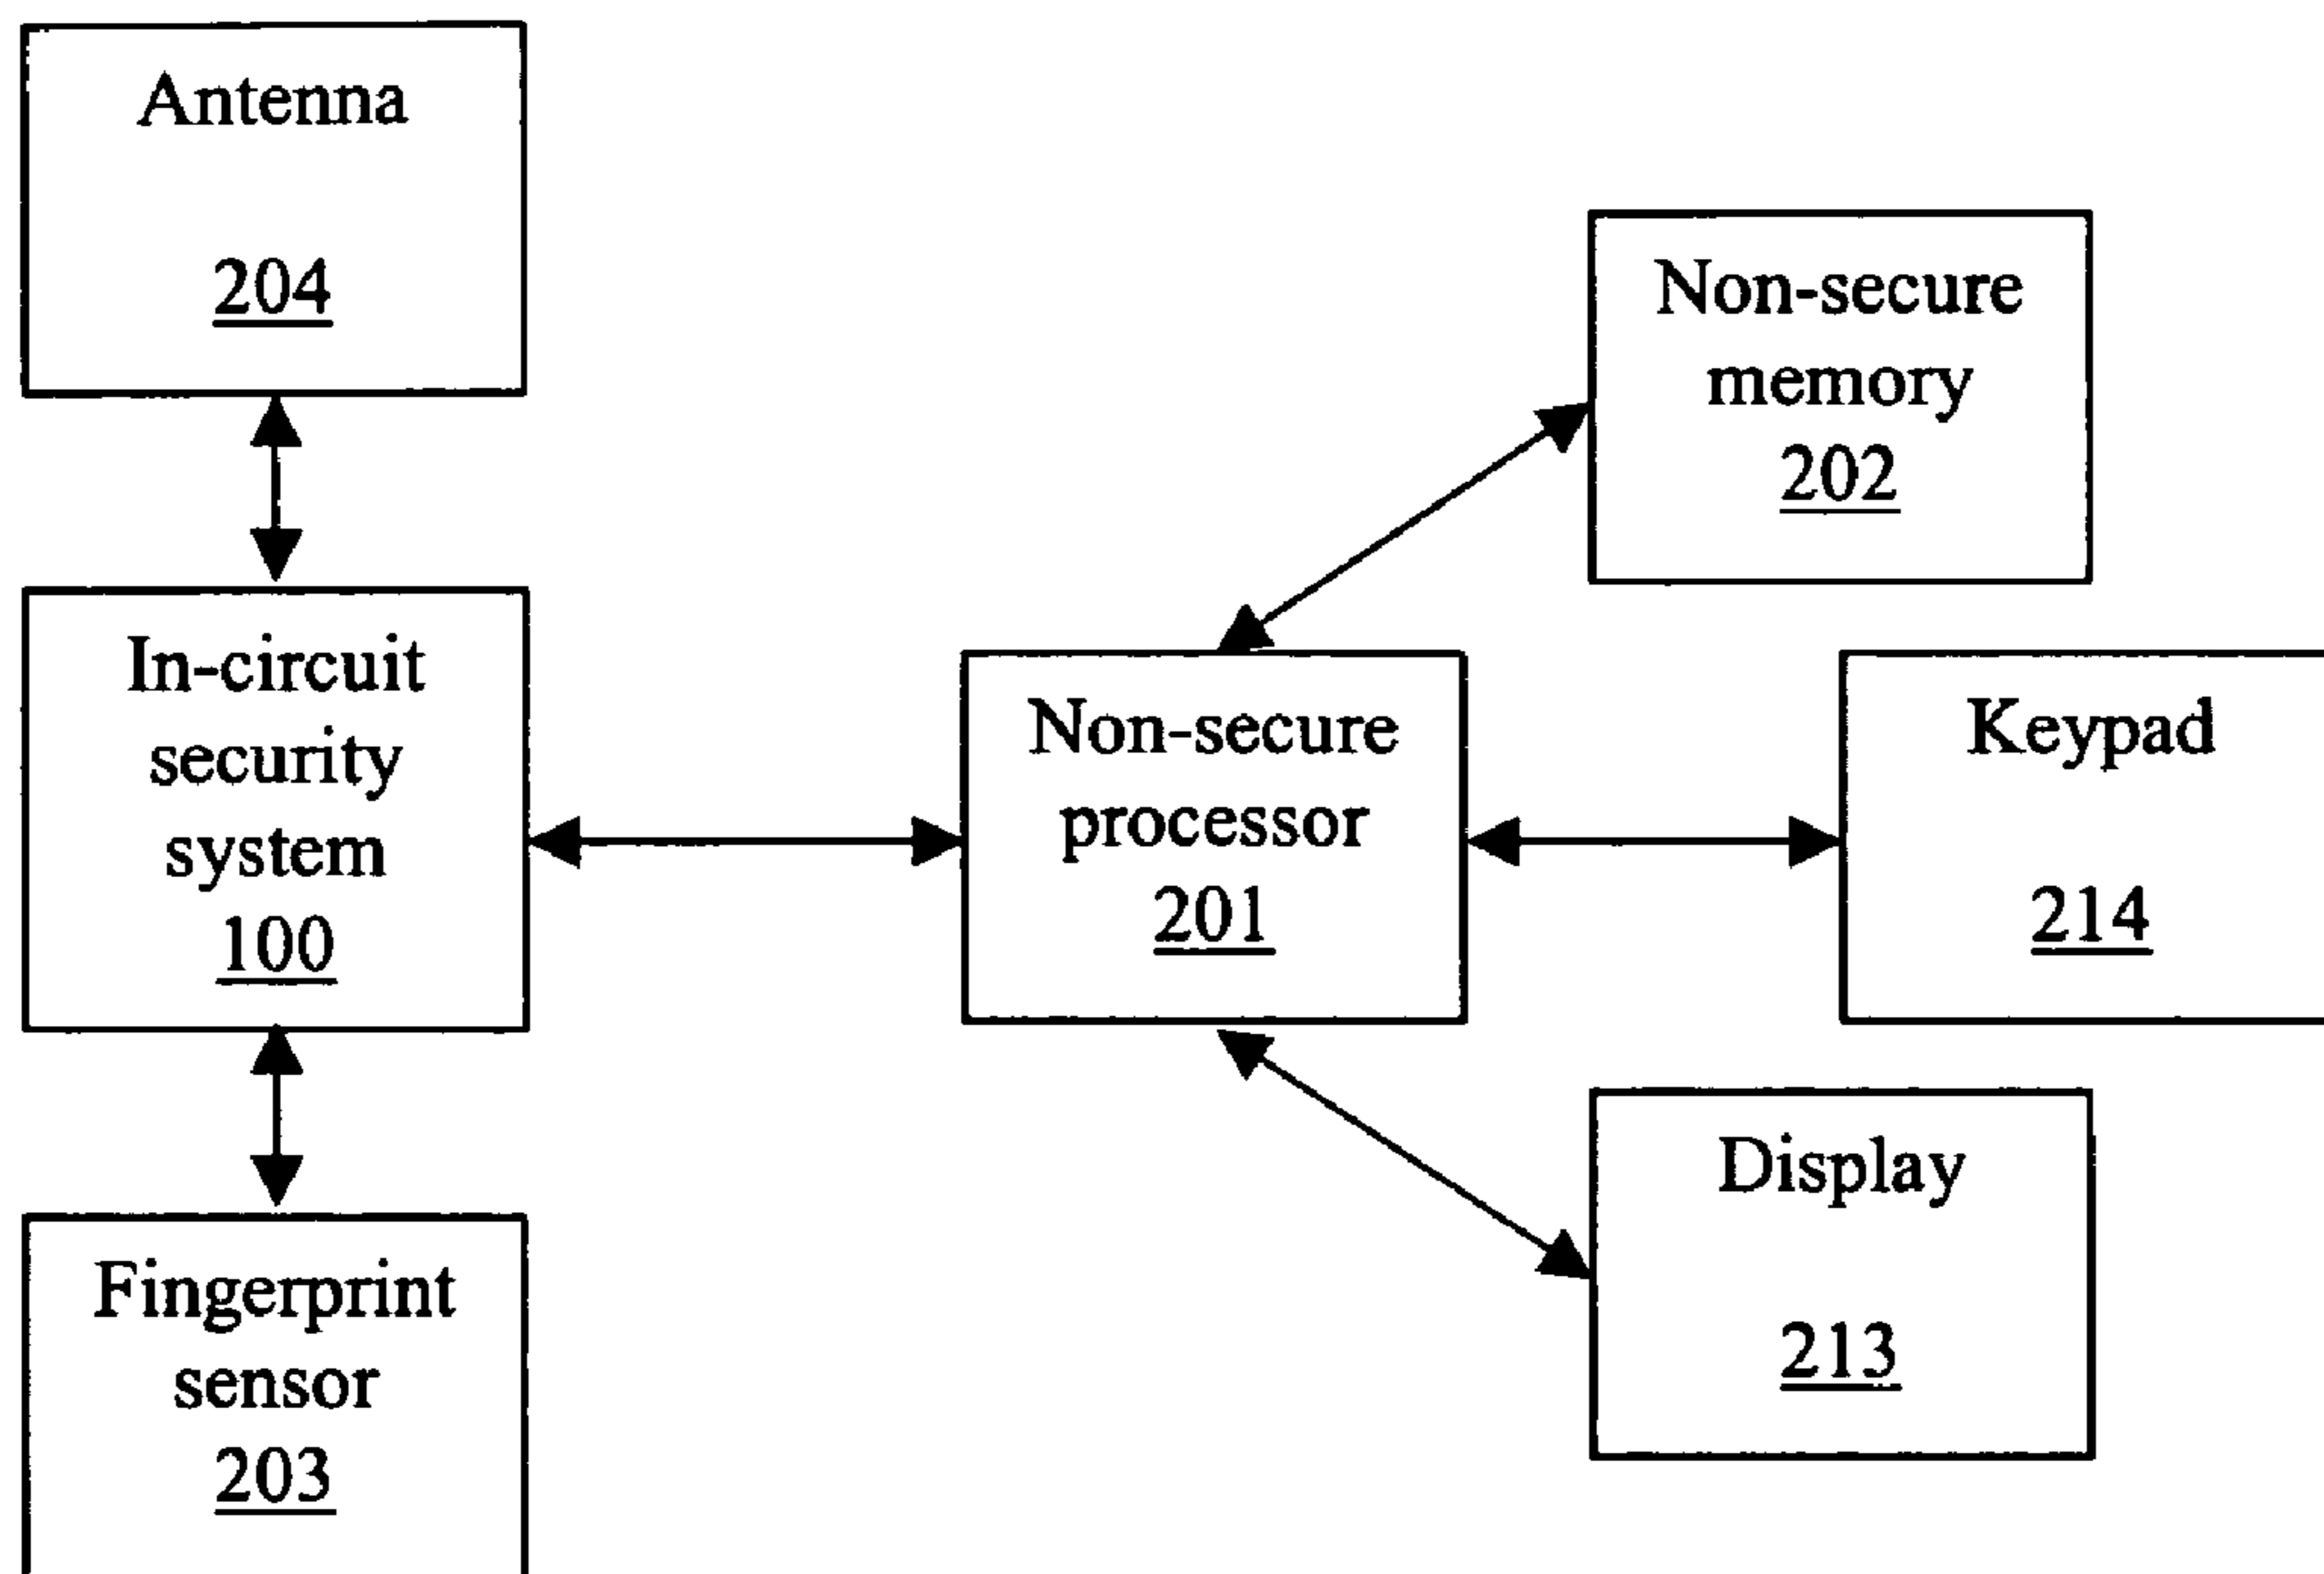 Antenna
204
In-circuit
security
system
100
Fingerprint
sensor
203
Non-secure
processor
201
Non-secure
memory
202
Keypad
214
Display
213